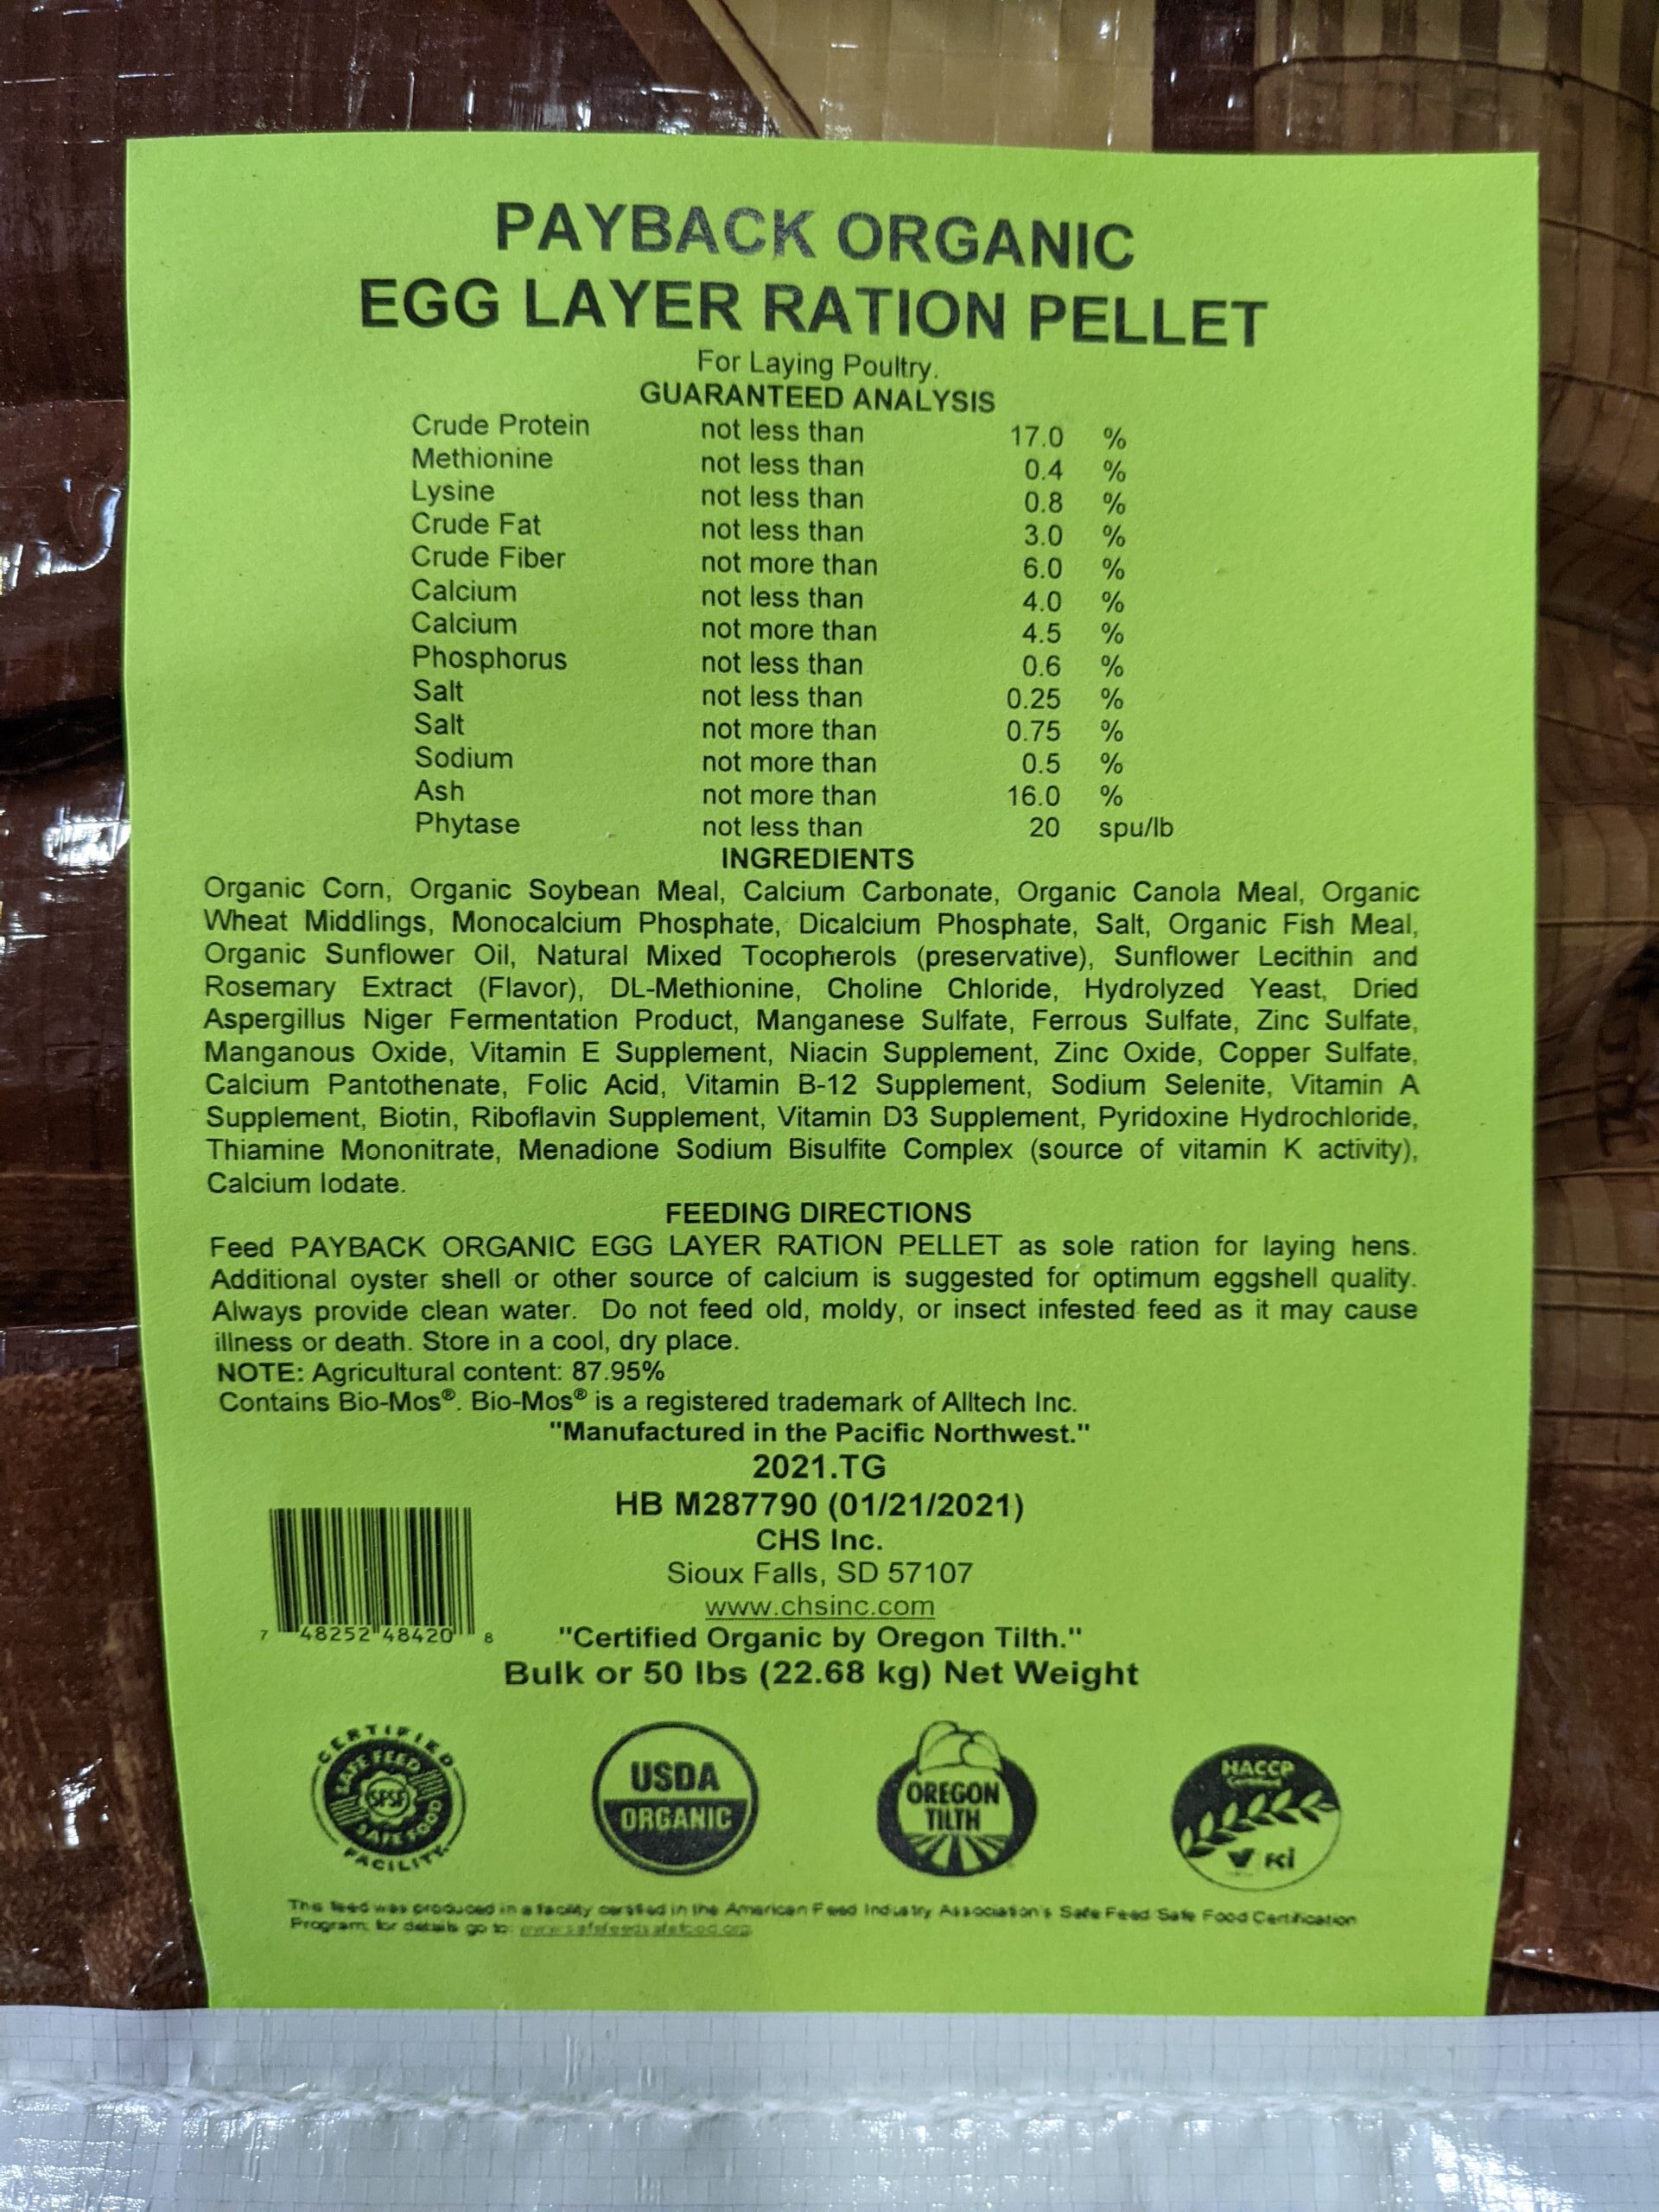 PAYBACK ORGANIC
EGG LAYER RATION PELLET
For Laying Poultry.
GUARANTEED ANALYSIS
Crude Protein not less than 17.0 %
Methionine not less than 0.4 %
Lysine not less than 0.8 %
Crude Fat not less than 3.0 %
Crude Fiber not more than 6.0 %
Calcium not less than 4.0 %
Calcium not more than 4.5 %
Phosphorus not less than 0.6 %
Salt not less than 0.25 %
Salt not more than 0.75 %
Sodium not more than 0.5 %
Ash not more than 16.0 %
Phytase not less than 20 spu/lb
INGREDIENTS
Organic Corn, Organic Soybean Meal, Calcium Carbonate, Organic Canola Meal, Organic
Wheat Middlings, Monocalcium Phosphate, Dicalcium Phosphate, Salt, Organic Fish Meal,
Organic Sunflower Oil, Natural Mixed Tocopherols (preservative), Sunflower Lecithin and
Rosemary Extract (Flavor), DL-Methionine, Choline Chloride, Hydrolyzed Yeast, Dried
Aspergillus Niger Fermentation Product, Manganese Sulfate, Ferrous Sulfate, Zinc Sulfate,
Manganous Oxide, Vitamin E Supplement, Niacin Supplement, Zinc Oxide, Copper Sulfate,
Calcium Pantothenate, Folic Acid, Vitamin B-12 Supplement, Sodium Selenite, Vitamin A
Supplement, Biotin, Riboflavin Supplement, Vitamin D3 Supplement, Pyridoxine Hydrochloride,
Thiamine Mononitrate, Menadione Sodium Bisulfite Complex (source of vitamin K activity),
Calcium Iodate.
FEEDING DIRECTIONS
Feed PAYBACK ORGANIC EGG LAYER RATION PELLET as sole ration for laying hens.
Additional oyster shell or other source of calcium is suggested for optimum eggshell quality.
Always provide clean water. Do not feed old, moldy, or insect infested feed as it may cause
illness or death. Store in a cool, dry place.
NOTE: Agricultural content: 87.95%
Contains Bio-Mos®. Bio-Mos® is a registered trademark of Alltech Inc.
"Manufactured in the Pacific Northwest."
2021.TG
HB M287790 (01/21/2021)
CHS Inc.
Sioux Falls, SD 57107
www.chsinc.com
7 48252 48420 8
"Certified Organic by Oregon Tilth."
Bulk or 50 lbs (22.68 kg) Net Weight
CERTIFIED
SAFE FEED
SFSF
SAFE FOOD
FACILITY
USDA
ORGANIC
OREGON
TILTH
HACCP
Certified
FCi
This feed was produced in a facility certified in the American Feed Industry Association's Safe Feed/Safe Food Certification
Program; for details go to: www.safefeedsafefood.org